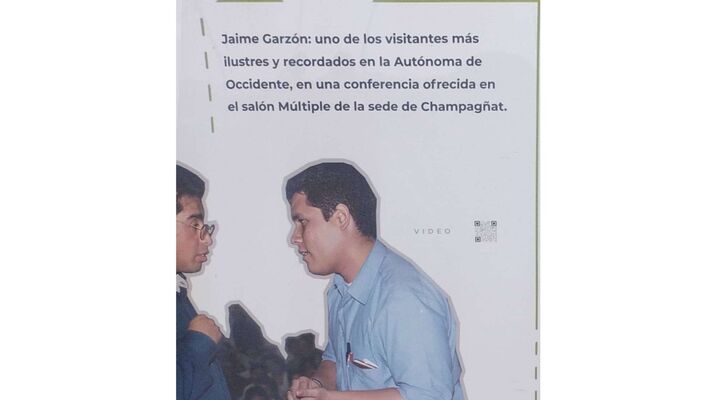 Jaime Garzón: uno de los visitantes más
ilustres y recordados en la Autónoma de
Occidente, en una conferencia ofrecida en
el salón Múltiple de la sede de Champagñat.
VIDEO